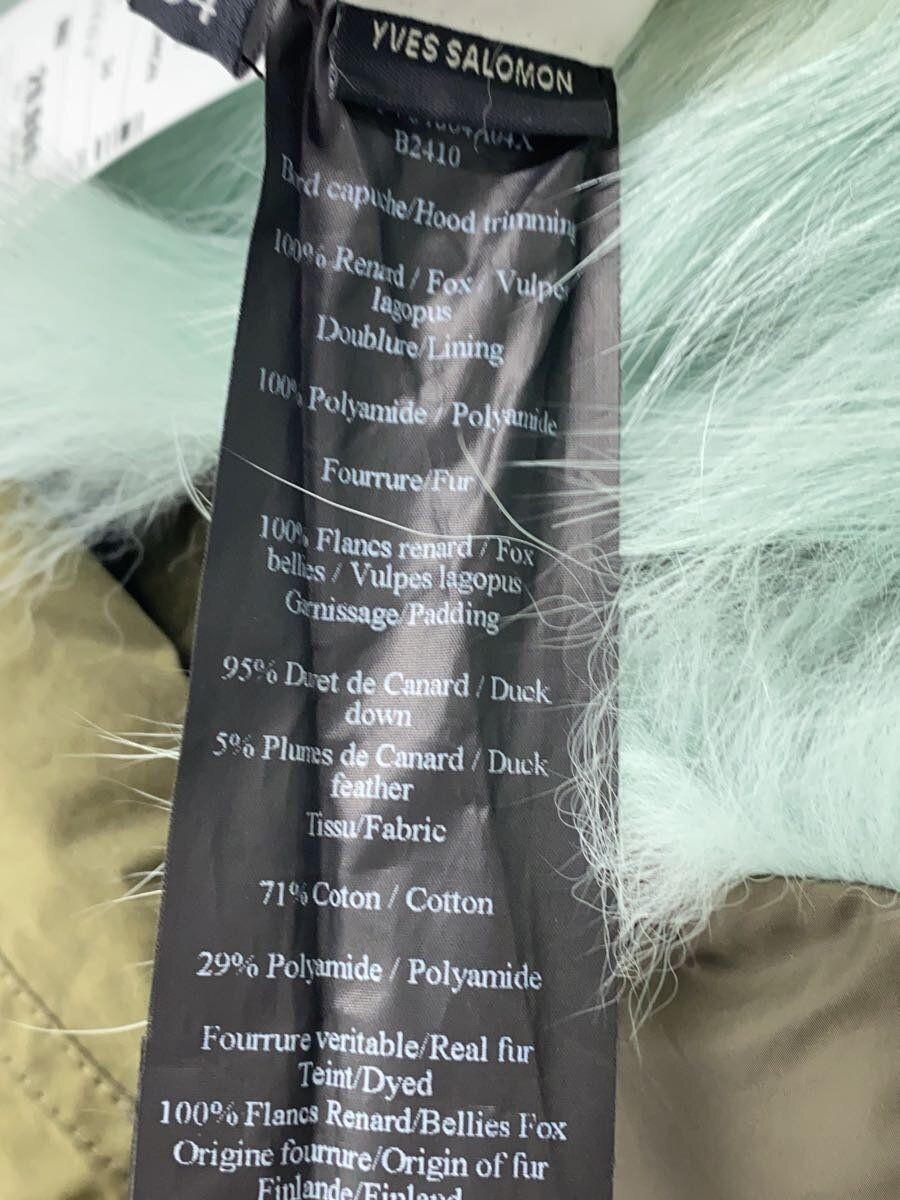 YVES SALOMON
B2410
Bord capuche/Hood trimming
100% Renard / Fox / Vulpes
lagopus
Doublure/Lining
100% Polyamide / Polyamide
Fourrure/Fur
100% Flancs renard / Fox
bellies / Vulpes lagopus
Garnissage/Padding
95% Duvet de Canard / Duck
down
5% Plumes de Canard / Duck
feather
Tissu/Fabric
71% Coton / Cotton
29% Polyamide / Polyamide
Fourrure veritable/Real fur
Teint/Dyed
100% Flancs Renard/Bellies Fox
Origine fourrure/Origin of fur
Finlande/Finland